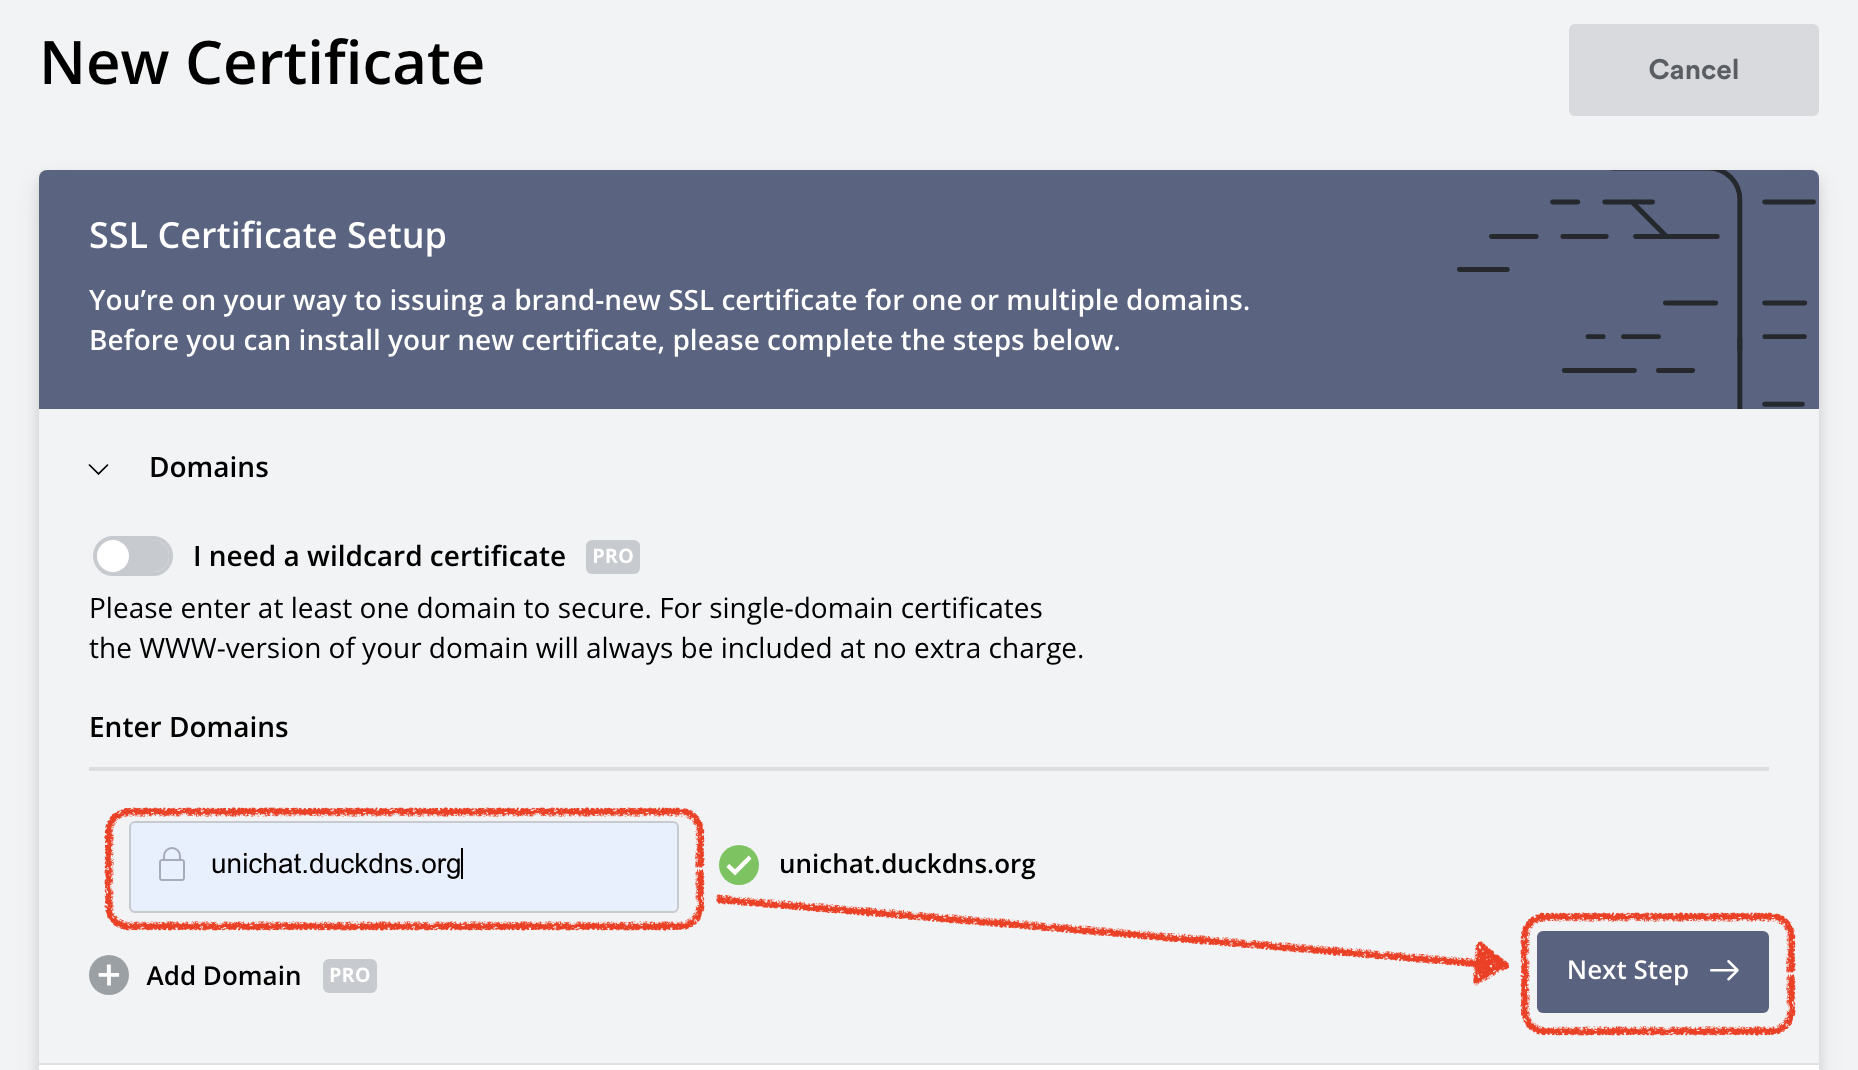 New Certificate
Cancel
SSL Certificate Setup
You’re on your way to issuing a brand-new SSL certificate for one or multiple domains.
Before you can install your new certificate, please complete the steps below.
Domains
I need a wildcard certificate PRO
Please enter at least one domain to secure. For single-domain certificates
the WWW-version of your domain will always be included at no extra charge.
Enter Domains
unichat.duckdns.org
unichat.duckdns.org
Add Domain PRO
Next Step